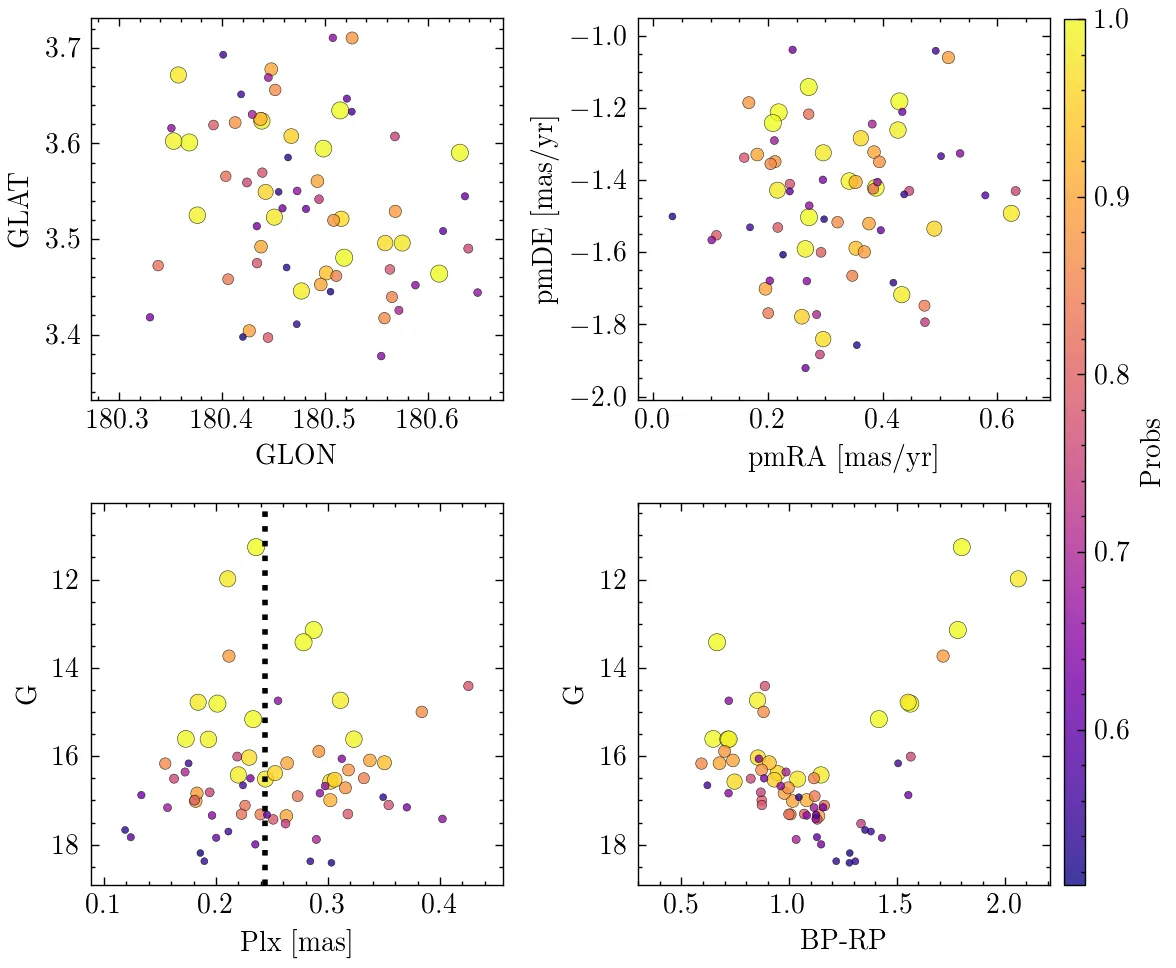 3.7
3.6
3.5
3.4
GLAT
180.3 180.4 180.5 180.6
GLON
−1.0
−1.2
−1.4
−1.6
−1.8
−2.0
pmDE [mas/yr]
0.0 0.2 0.4 0.6
pmRA [mas/yr]
12
14
16
18
G
0.1 0.2 0.3 0.4
Plx [mas]
12
14
16
18
G
0.5 1.0 1.5 2.0
BP-RP
1.0
0.9
0.8
0.7
0.6
Probs